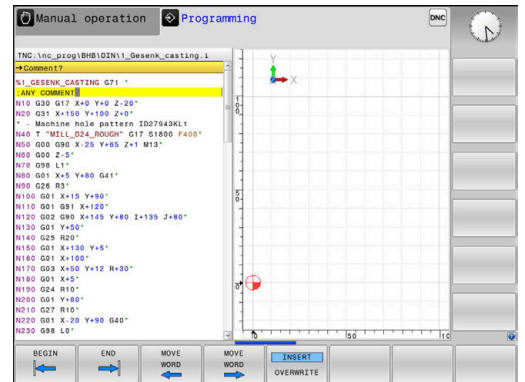 Manual operation
Programming
DNC
TNC:\nc_prog\BHB\DIN\1_Gesenk_casting.i
→Comment?
%1_GESENK_CASTING G71 *
;ANY COMMENT
N10 G30 G17 X+0 Y+0 Z-20*
N20 G31 X+150 Y+100 Z+0*
* - Machine hole pattern ID27943KL1
N40 T "MILL_D24_ROUGH" G17 S1800 F400*
N50 G00 G90 X-25 Y+65 Z+1 M13*
N60 G00 Z-5*
N70 G98 L1*
N80 G01 X+5 Y+80 G41*
N90 G26 R3*
N100 G01 X+15 Y+90*
N110 G01 G91 X+120*
N120 G02 G90 X+145 Y+80 I+135 J+80*
N130 G01 Y+50*
N140 G25 R20*
N150 G01 X+130 Y+5*
N160 G01 X+100*
N170 G03 X+50 Y+12 R+30*
N180 G01 X+5*
N190 G24 R10*
N200 G01 Y+80*
N210 G27 R10*
N220 G01 X-20 Y+90 G40*
N230 G98 L0*
Y
X
100
50
0
0
50
BEGIN
END
MOVE WORD
MOVE WORD
INSERT
OVERWRITE